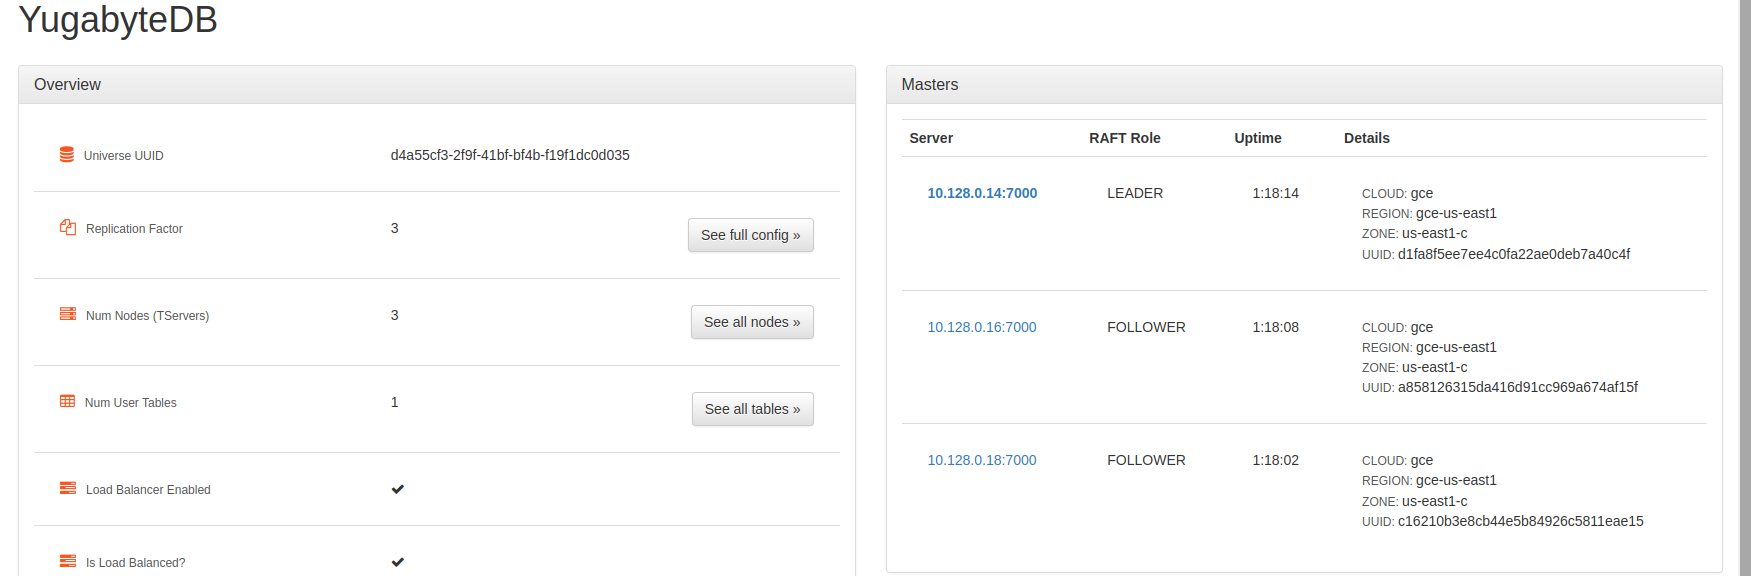 YugabyteDB
Overview
Universe UUID d4a55cf3-2f9f-41bf-bf4b-f19f1dc0d035
Replication Factor 3 See full config »
Num Nodes (TServers) 3 See all nodes »
Num User Tables 1 See all tables »
Load Balancer Enabled ✔
Is Load Balanced? ✔
Masters
Server RAFT Role Uptime Details
10.128.0.14:7000 LEADER 1:18:14 CLOUD: gce
REGION: gce-us-east1
ZONE: us-east1-c
UUID: d1fa8f5ee7ee4c0fa22ae0deb7a40c4f
10.128.0.16:7000 FOLLOWER 1:18:08 CLOUD: gce
REGION: gce-us-east1
ZONE: us-east1-c
UUID: a858126315da416d91cc969a674af15f
10.128.0.18:7000 FOLLOWER 1:18:02 CLOUD: gce
REGION: gce-us-east1
ZONE: us-east1-c
UUID: c16210b3e8cb44e5b84926c5811eae15